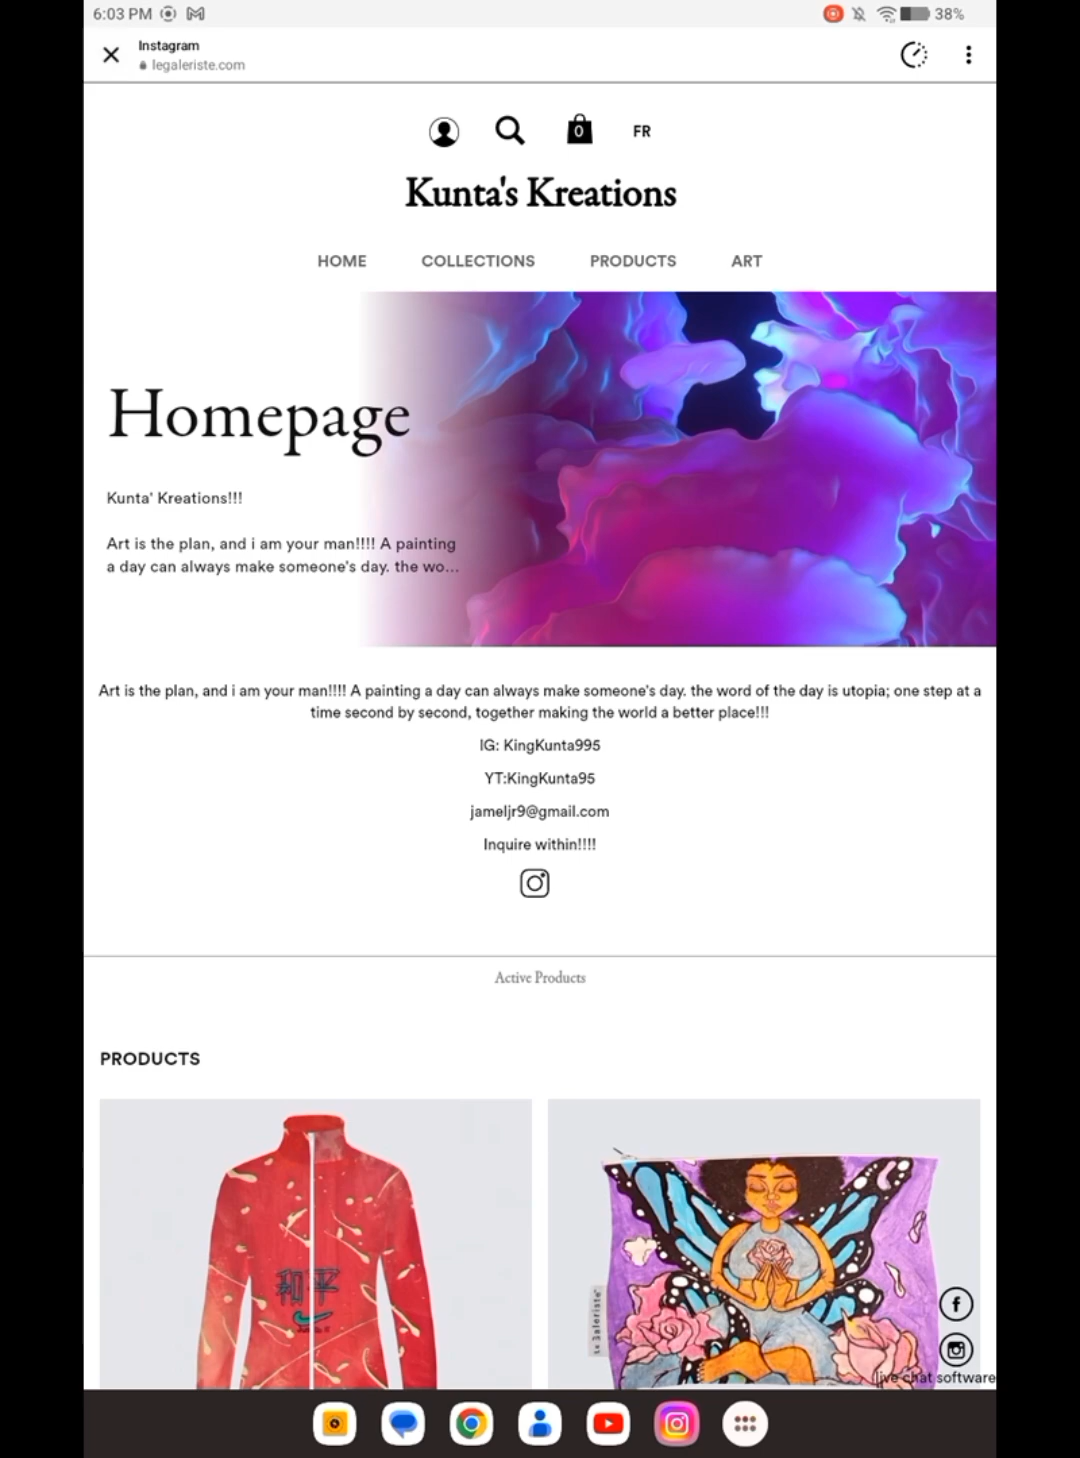 6:03 PM
38%
Instagram
legaleriste.com
0
FR
Kunta's Kreations
HOME
COLLECTIONS
PRODUCTS
ART
Homepage
Kunta' Kreations!!!
Art is the plan, and i am your man!!!! A painting
a day can always make someone's day. the wo...
Art is the plan, and i am your man!!!! A painting a day can always make someone's day. the word of the day is utopia; one step at a
time second by second, together making the world a better place!!!
IG: KingKunta995
YT:KingKunta95
jameljr9@gmail.com
Inquire within!!!!
Active Products
PRODUCTS
和平
Le Galeriste
live chat software